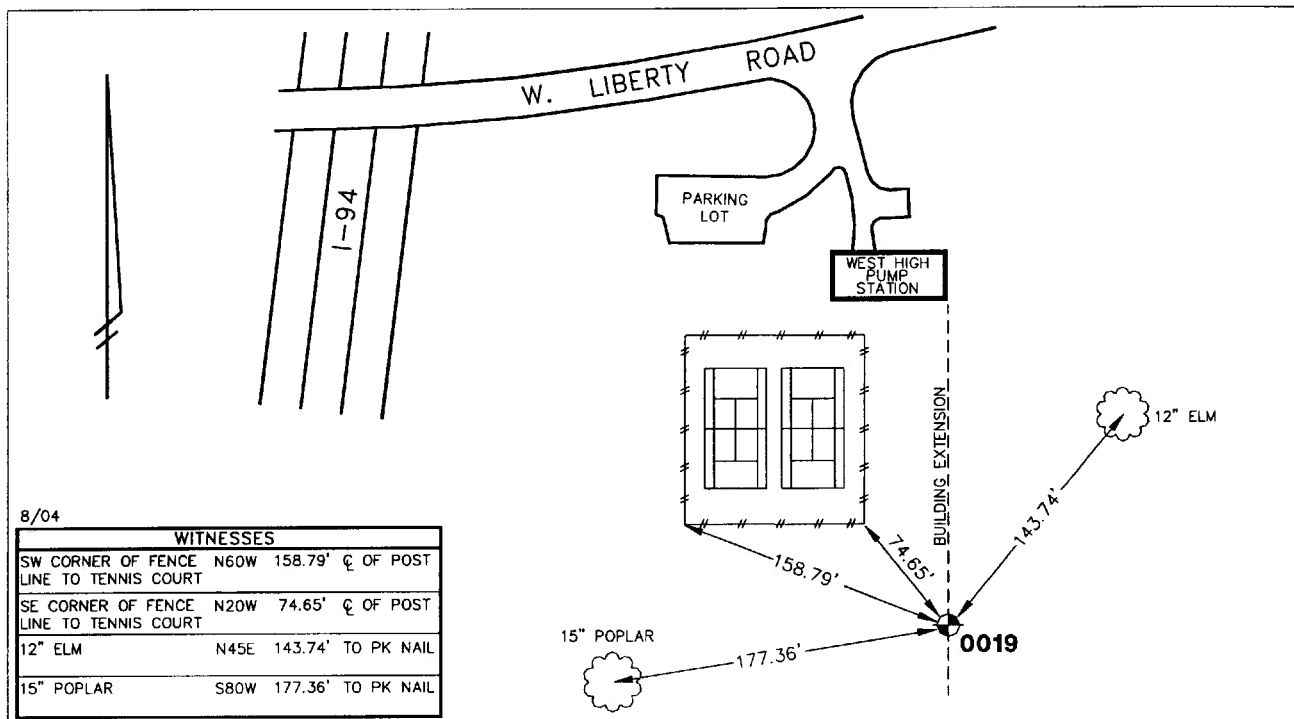 W. LIBERTY ROAD
I-94
PARKING
LOT
WEST HIGH
PUMP
STATION
BUILDING EXTENSION
12" ELM
143.74'
74.65'
158.79'
15" POPLAR
177.36'
0019
8/04
WITNESSES
SW CORNER OF FENCE N60W 158.79' ℄ OF POST
LINE TO TENNIS COURT
SE CORNER OF FENCE N20W 74.65' ℄ OF POST
LINE TO TENNIS COURT
12" ELM N45E 143.74' TO PK NAIL
15" POPLAR S80W 177.36' TO PK NAIL